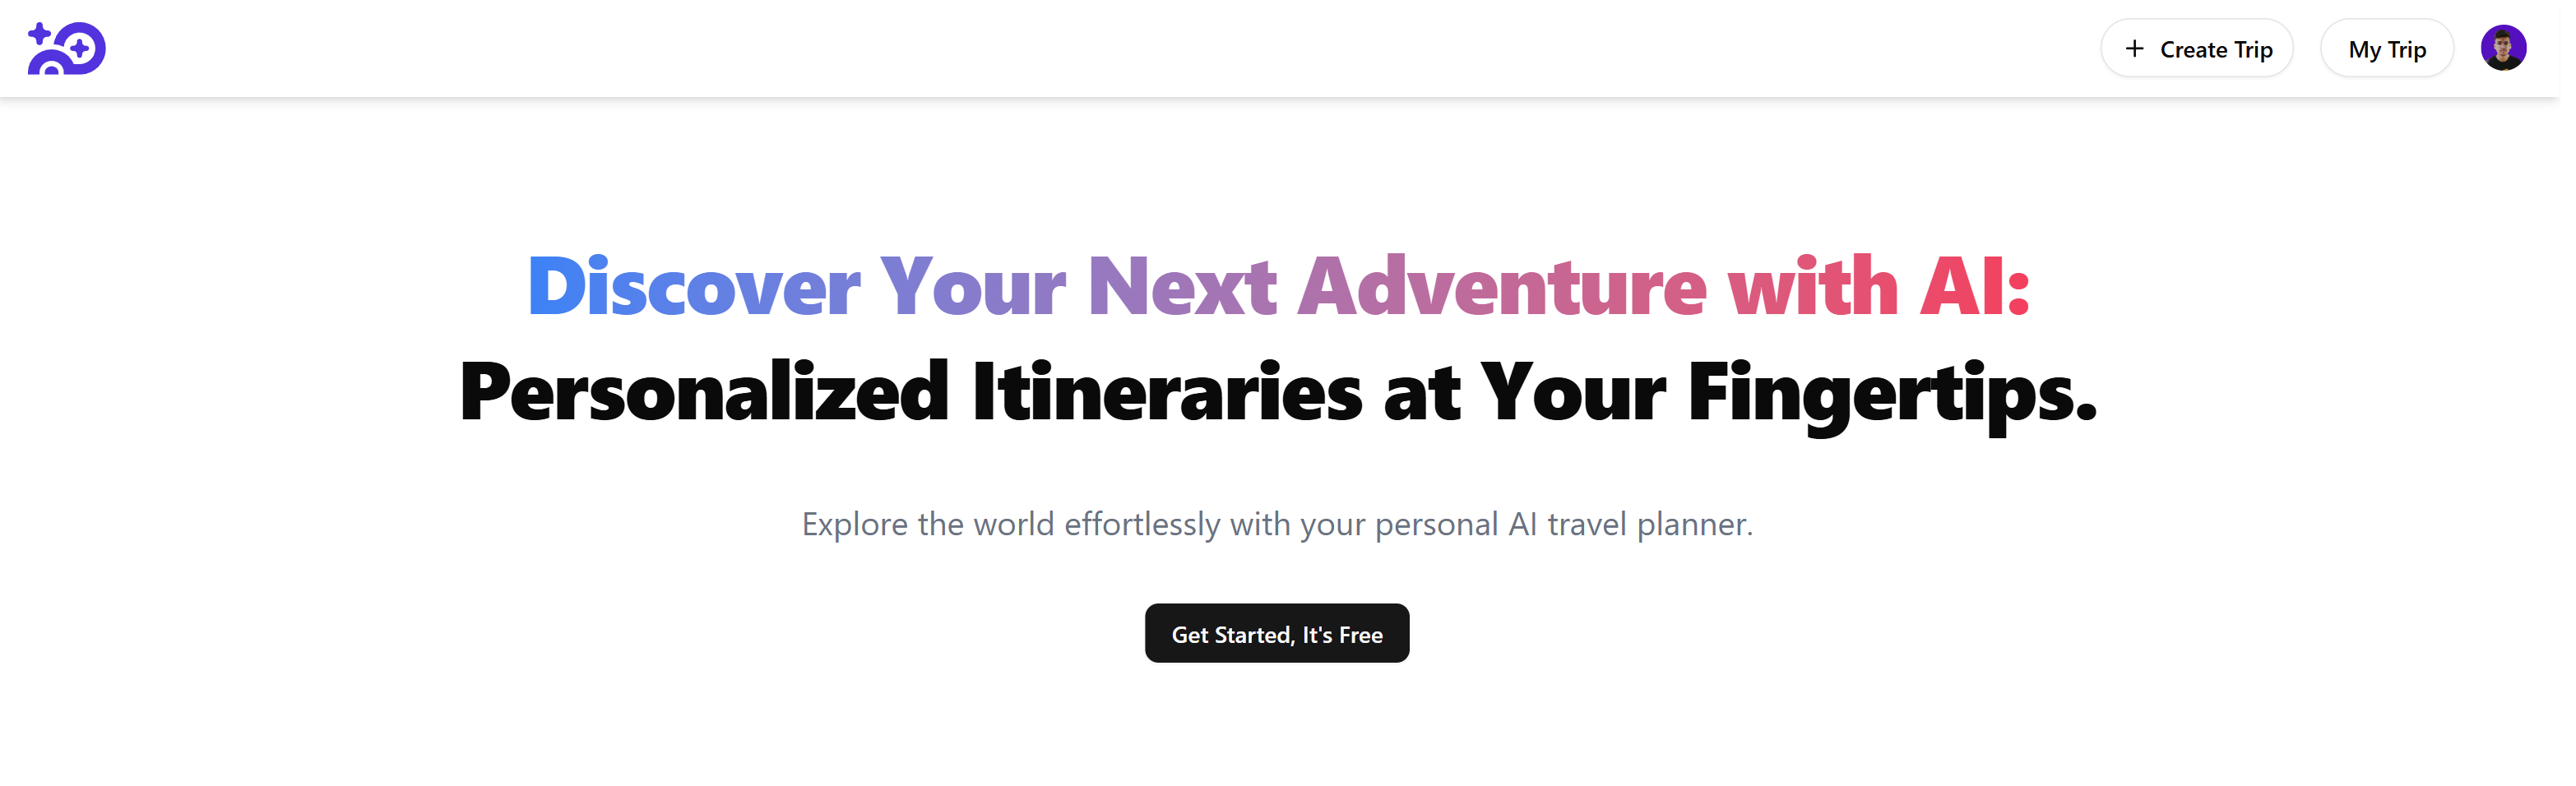 Create Trip
My Trip
Discover Your Next Adventure with AI:
Personalized Itineraries at Your Fingertips.
Explore the world effortlessly with your personal AI travel planner.
Get Started, It's Free